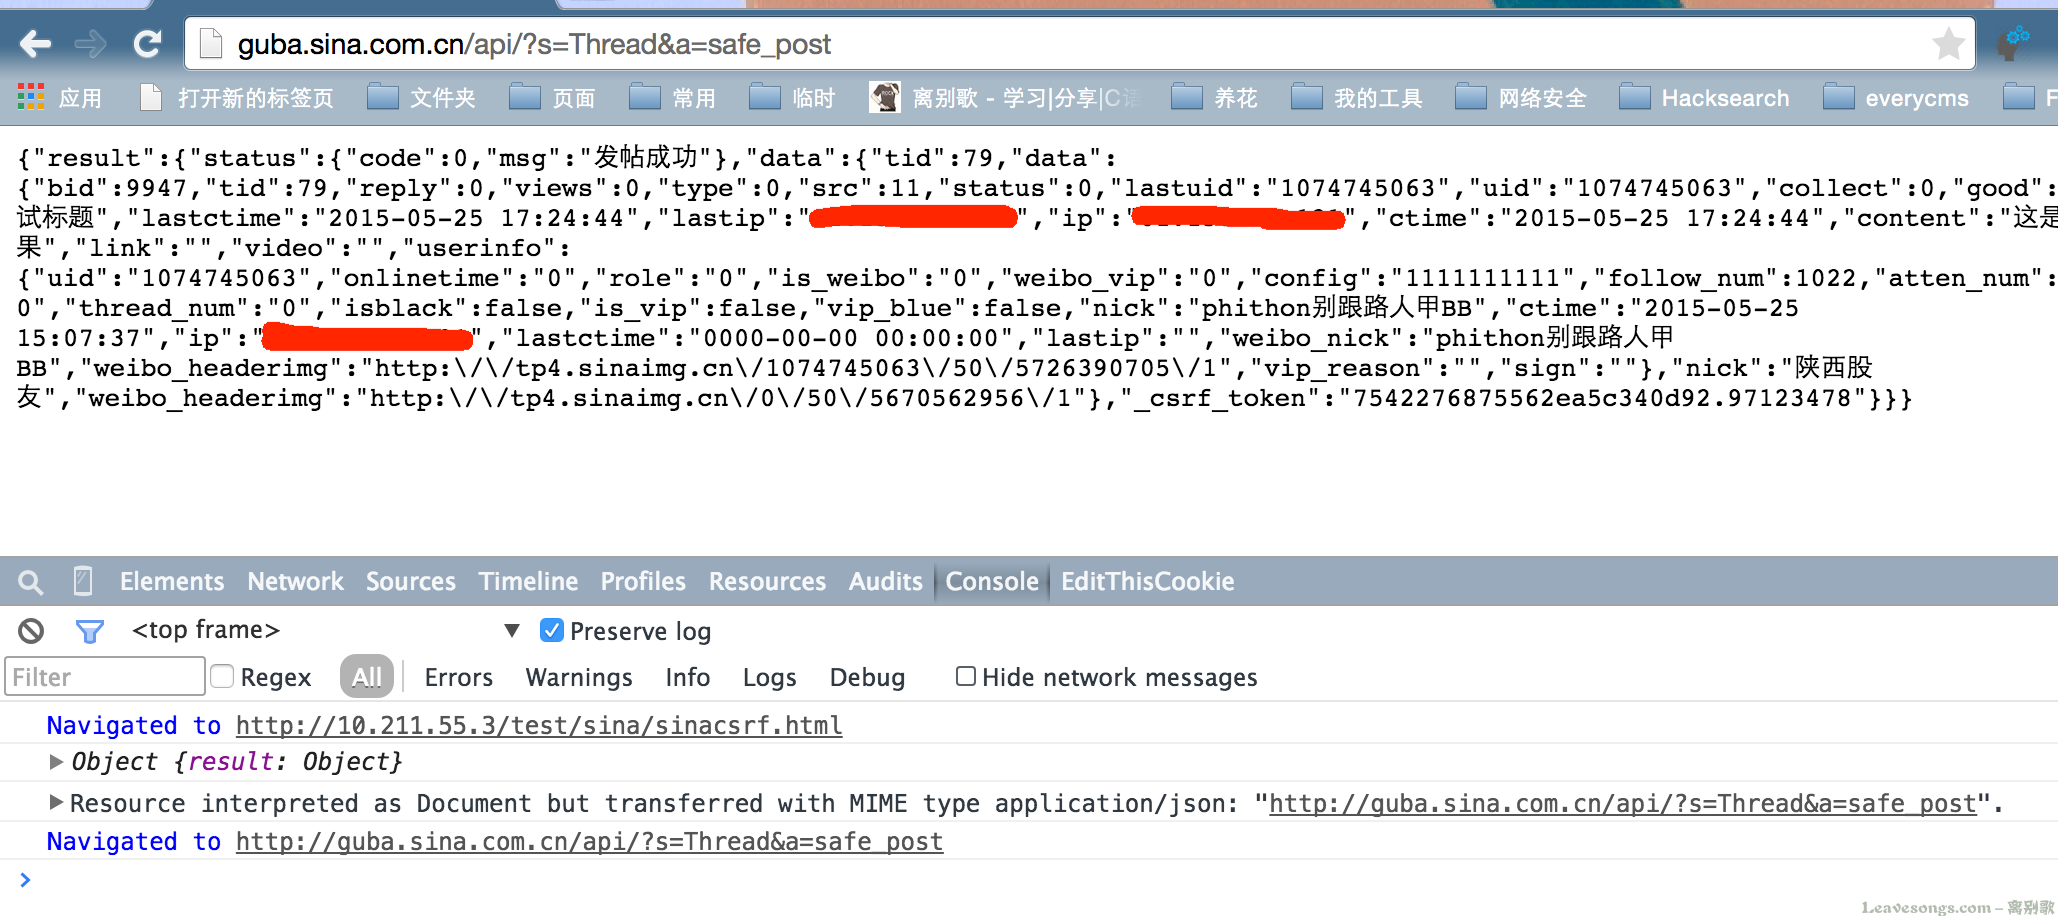 guba.sina.com.cn/api/?s=Thread&a=safe_post
应用 打开新的标签页 文件夹 页面 常用 临时 离别歌 - 学习|分享|C语 养花 我的工具 网络安全 Hacksearch everycms F
{"result":{"status":{"code":0,"msg":"发帖成功"},"data":{"tid":79,"data":
{"bid":9947,"tid":79,"reply":0,"views":0,"type":0,"src":11,"status":0,"lastuid":"1074745063","uid":"1074745063","collect":0,"good":
试标题","lastctime":"2015-05-25 17:24:44","lastip":"","ip":"","ctime":"2015-05-25 17:24:44","content":"这是
果","link":"","video":"","userinfo":
{"uid":"1074745063","onlinetime":"0","role":"0","is_weibo":"0","weibo_vip":"0","config":"1111111111","follow_num":1022,"atten_num":
0","thread_num":"0","isblack":false,"is_vip":false,"vip_blue":false,"nick":"phithon别跟路人甲BB","ctime":"2015-05-25
15:07:37","ip":"","lastctime":"0000-00-00 00:00:00","lastip":"","weibo_nick":"phithon别跟路人甲
BB","weibo_headerimg":"http:\/\/tp4.sinaimg.cn\/1074745063\/50\/5726390705\/1","vip_reason":"","sign":""},"nick":"陕西股
友","weibo_headerimg":"http:\/\/tp4.sinaimg.cn\/0\/50\/5670562956\/1"},"_csrf_token":"7542276875562ea5c340d92.97123478"}}}
Elements Network Sources Timeline Profiles Resources Audits Console EditThisCookie
<top frame> Preserve log
Filter Regex All Errors Warnings Info Logs Debug Hide network messages
Navigated to http://10.211.55.3/test/sina/sinacsrf.html
Object {result: Object}
Resource interpreted as Document but transferred with MIME type application/json: "http://guba.sina.com.cn/api/?s=Thread&a=safe_post".
Navigated to http://guba.sina.com.cn/api/?s=Thread&a=safe_post
Leavesongs.com - 离别歌